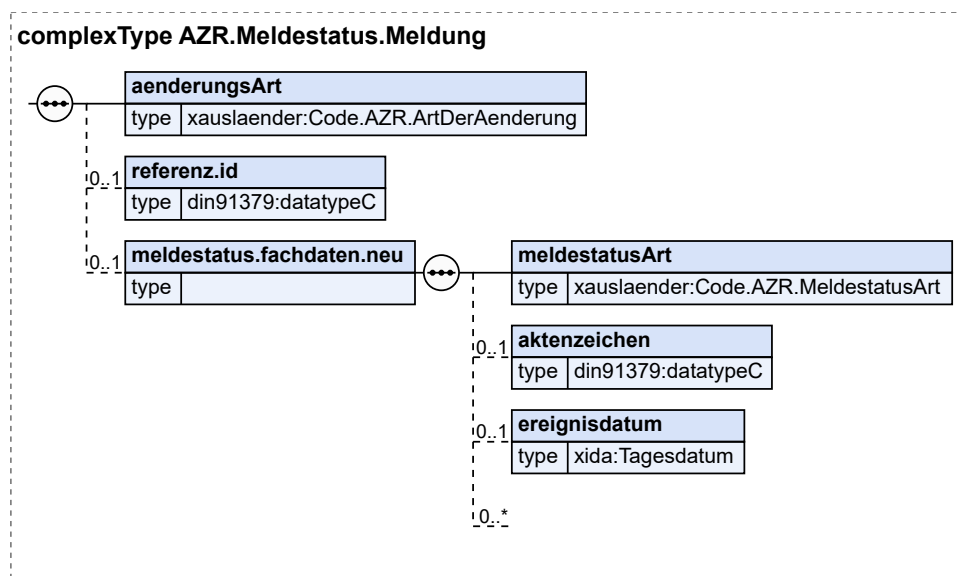 complexType AZR.Meldestatus.Meldung
aenderungsArt
type xauslaender:Code.AZR.ArtDerAenderung
0..1 referenz.id
type din91379:datatypeC
0..1 meldestatus.fachdaten.neu
type
meldestatusArt
type xauslaender:Code.AZR.MeldestatusArt
0..1 aktenzeichen
type din91379:datatypeC
0..1 ereignisdatum
type xida:Tagesdatum
0..*